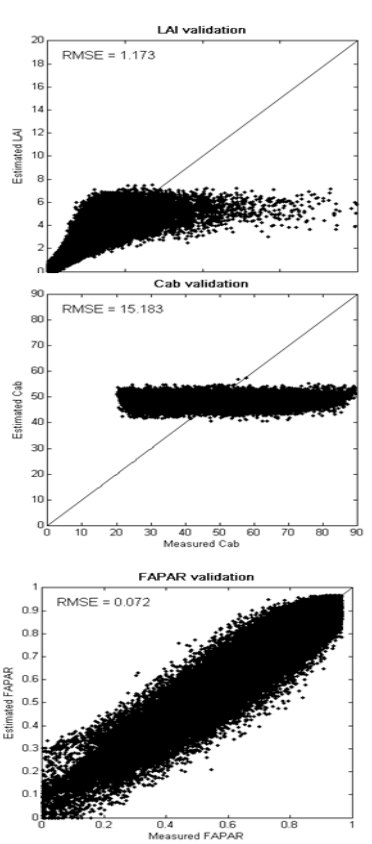 LAI validation
RMSE = 1.173
20
18
16
14
12
10
8
6
4
2
0
Estimated LAI
Cab validation
RMSE = 15.183
90
80
70
60
50
40
30
20
10
0
Estimated Cab
0 10 20 30 40 50 60 70 80 90
Measured Cab
FAPAR validation
RMSE = 0.072
1
0.9
0.8
0.7
0.6
0.5
0.4
0.3
0.2
0.1
0
Estimated FAPAR
0 0.2 0.4 0.6 0.8 1
Measured FAPAR